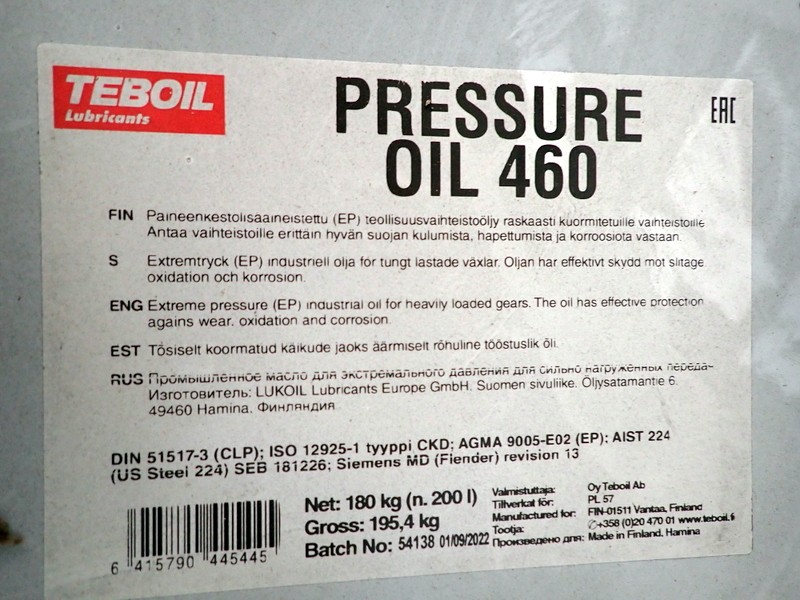 TEBOIL
Lubricants
PRESSURE
OIL 460
EAC
FIN Paineenkestolisäaineistettu (EP) teollisuusvaihteistoöljy raskaasti kuormitetuille vaihteistoille
Antaa vaihteistoille erittäin hyvän suojan kulumista, hapettumista ja korroosiota vastaan.
S Extremtryck (EP) industriell olja för tungt lastade växlar. Oljan har effektivt skydd mot slitage
oxidation och korrosion.
ENG Extreme pressure (EP) industrial oil for heavily loaded gears. The oil has effective protection
agains wear, oxidation and corrosion.
EST Tõsiselt koormatud käikude jaoks äärmiselt rõhuline tööstuslik õli.
RUS Промышленное масло для экстремального давления для сильно нагруженных переда-
Изготовитель: LUKOIL Lubricants Europe GmbH. Suomen sivuliike. Öljysatamantie 6.
49460 Hamina. Финляндия
DIN 51517-3 (CLP); ISO 12925-1 tyyppi CKD; AGMA 9005-E02 (EP): AIST 224
(US Steel 224) SEB 181226; Siemens MD (Flender) revision 13
6 415790 445445
Net: 180 kg (n. 200 l)
Gross: 195,4 kg
Batch No: 54138 01/09/2022
Valmistuttaja: Oy Teboil Ab
Tillverkat för: PL 57
Manufactured for: FIN-01511 Vantaa, Finland
Tootja: ✆+358 (0)20 470 01 www.teboil.fi
Произведено для: Made in Finland, Hamina